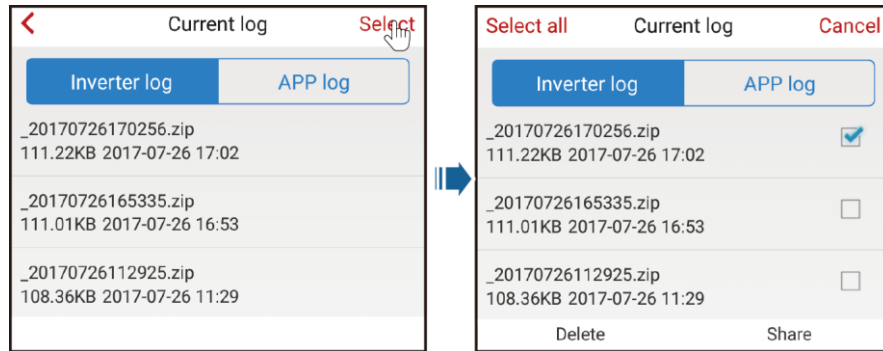 Current log Select
Inverter log APP log
_20170726170256.zip
111.22KB 2017-07-26 17:02
_20170726165335.zip
111.01KB 2017-07-26 16:53
_20170726112925.zip
108.36KB 2017-07-26 11:29
Select all Current log Cancel
Inverter log APP log
_20170726170256.zip
111.22KB 2017-07-26 17:02
_20170726165335.zip
111.01KB 2017-07-26 16:53
_20170726112925.zip
108.36KB 2017-07-26 11:29
Delete Share